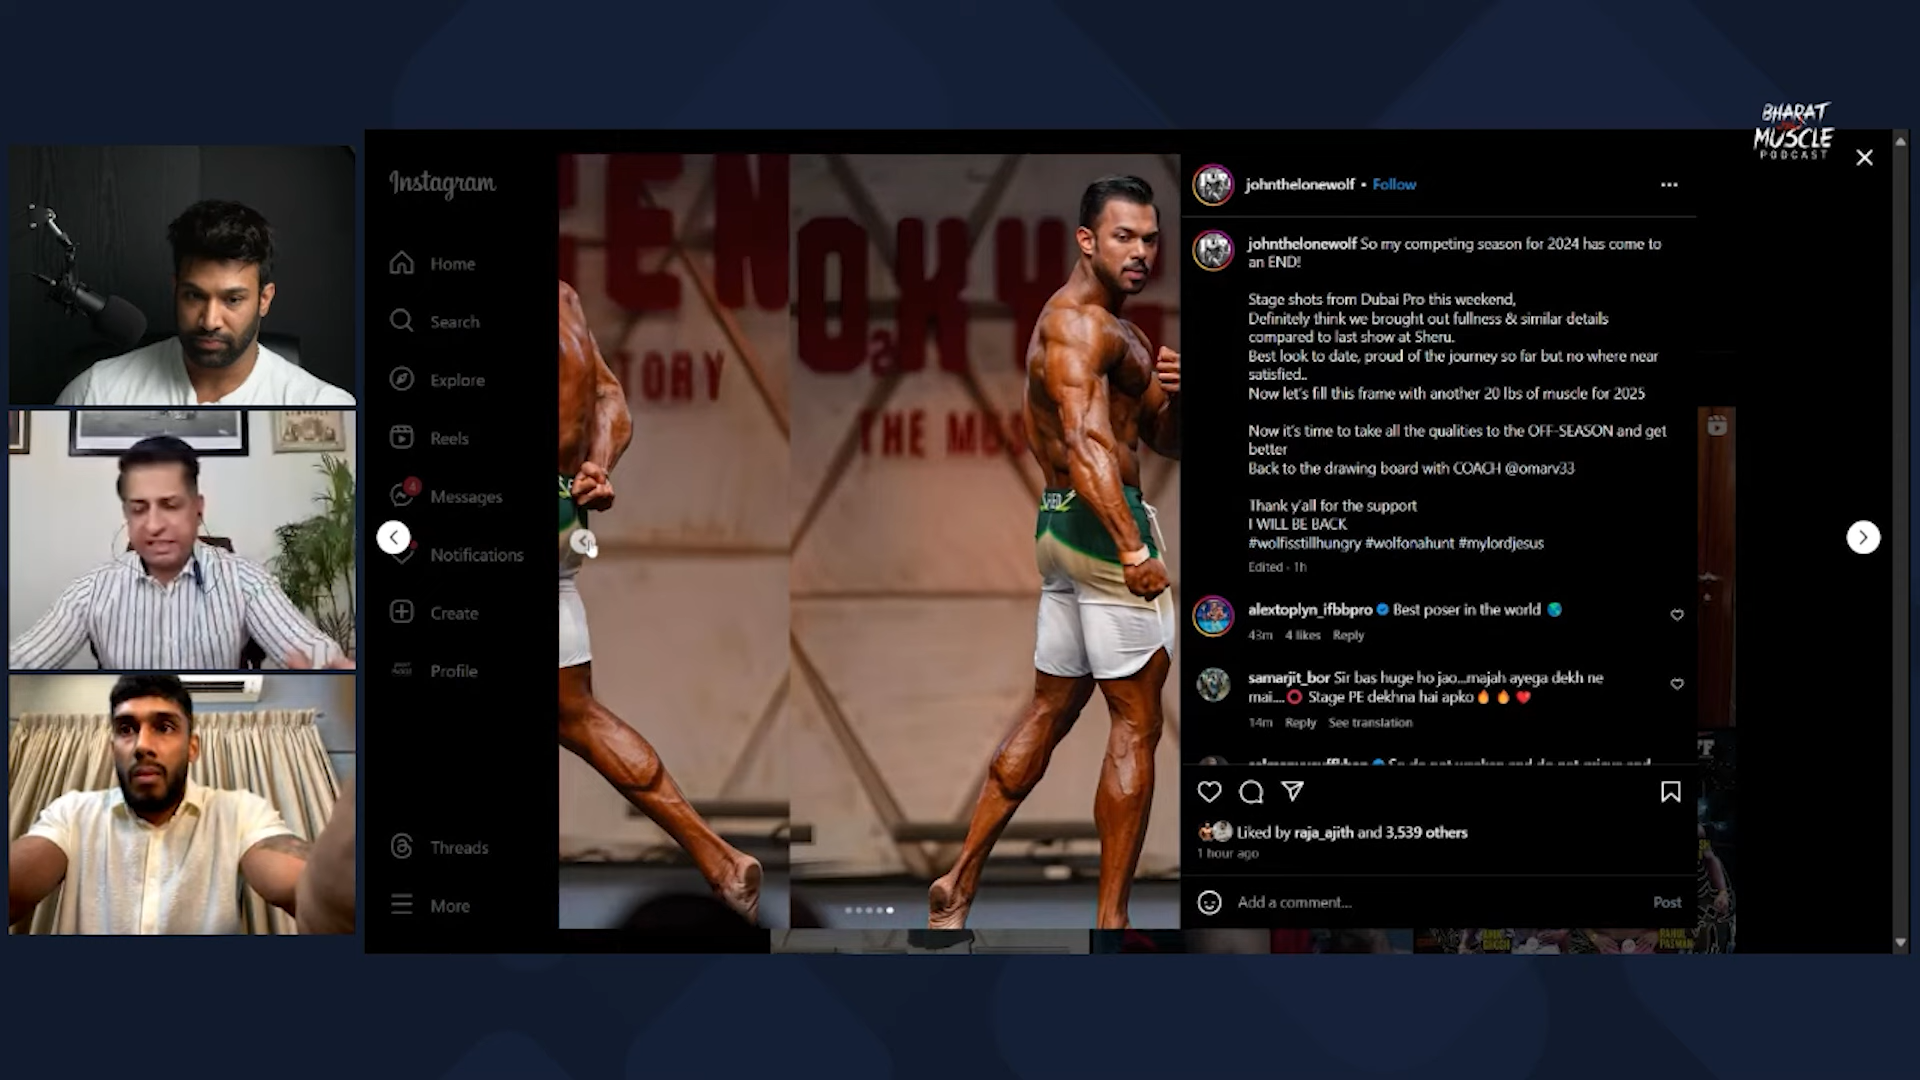 BHARAT
MUSCLE
PODCAST
Instagram
Home
Search
Explore
Reels
4
Messages
Notifications
Create
Profile
Threads
More
EN
TORY
THE MUS
johnthelonewolf • Follow
johnthelonewolf So my competing season for 2024 has come to
an END!
Stage shots from Dubai Pro this weekend,
Definitely think we brought out fullness & similar details
compared to last show at Sheru.
Best look to date, proud of the journey so far but no where near
satisfied..
Now let's fill this frame with another 20 lbs of muscle for 2025
Now it's time to take all the qualities to the OFF-SEASON and get
better
Back to the drawing board with COACH @omarv33
Thank y'all for the support
I WILL BE BACK
#wolfisstillhungry #wolfonahunt #mylordjesus
Edited · 1h
alextoplyn_ifbbpro Best poser in the world 🌎
43m 4 likes Reply
samarjit_bor Sir bas huge ho jao...majah ayega dekh ne
mai....⭕ Stage PE dekhna hai apko🔥🔥❤️
14m Reply See translation
Liked by raja_ajith and 3,539 others
1 hour ago
Add a comment...
Post